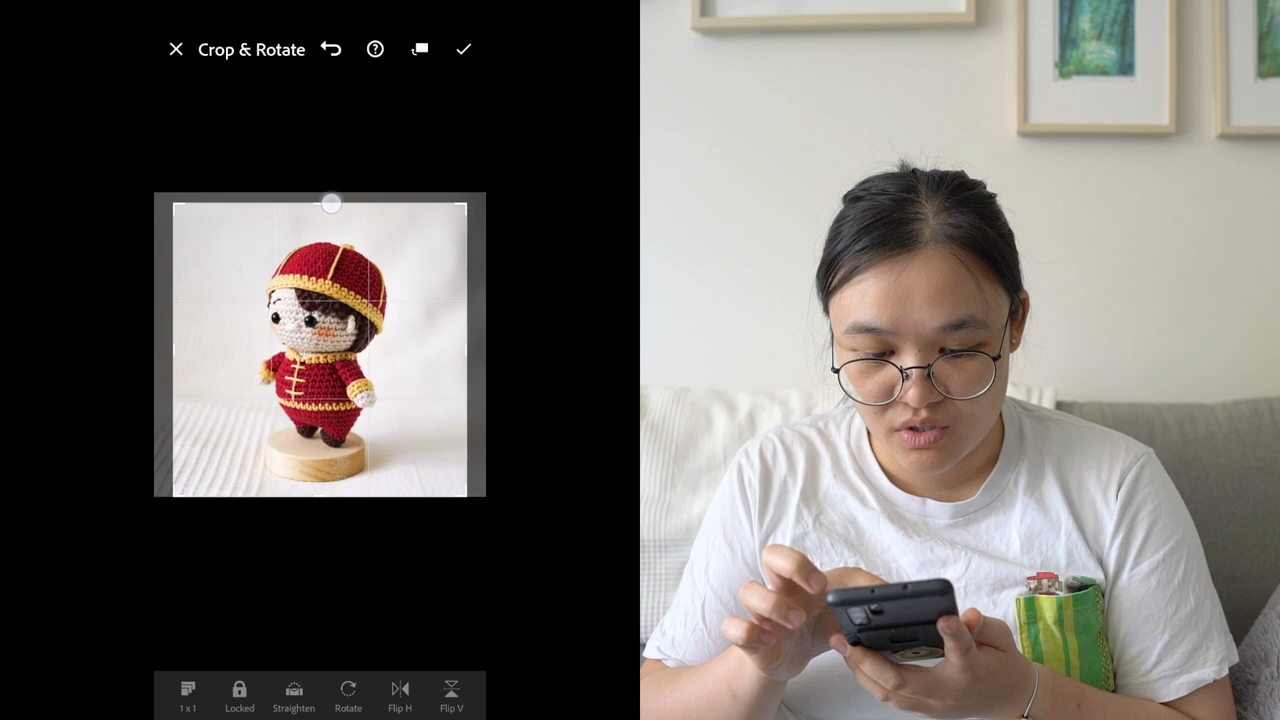 Crop & Rotate
1 x 1
Locked
Straighten
Rotate
Flip H
Flip V